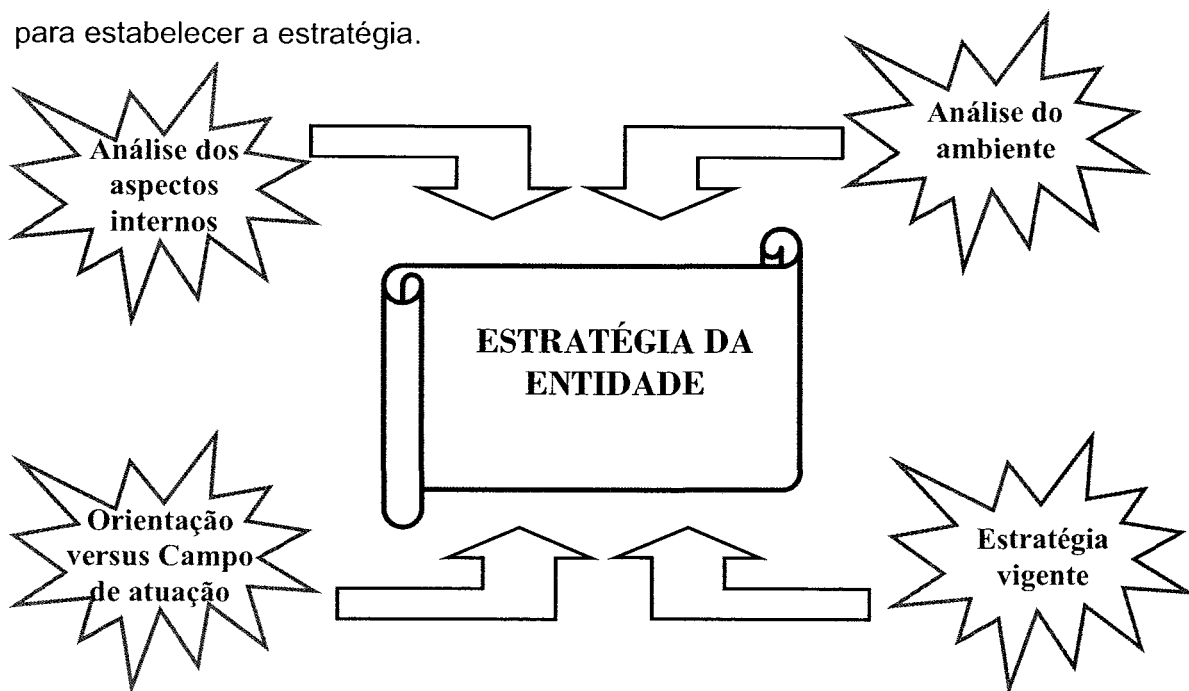 para estabelecer a estratégia.
Análise dos
aspectos
internos
Análise do
ambiente
ESTRATÉGIA DA
ENTIDADE
Orientação
versus Campo
de atuação
Estratégia
vigente